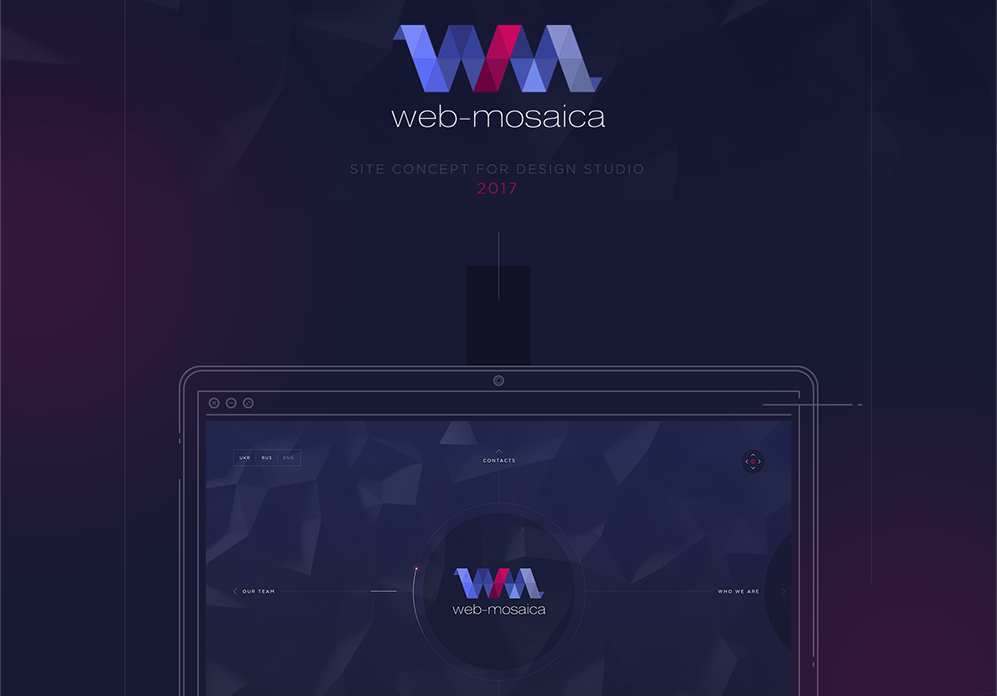 web-mosaica
SITE CONCEPT FOR DESIGN STUDIO
2017
UKR RUS ENG
CONTACTS
OUR TEAM
WHO WE ARE
web-mosaica